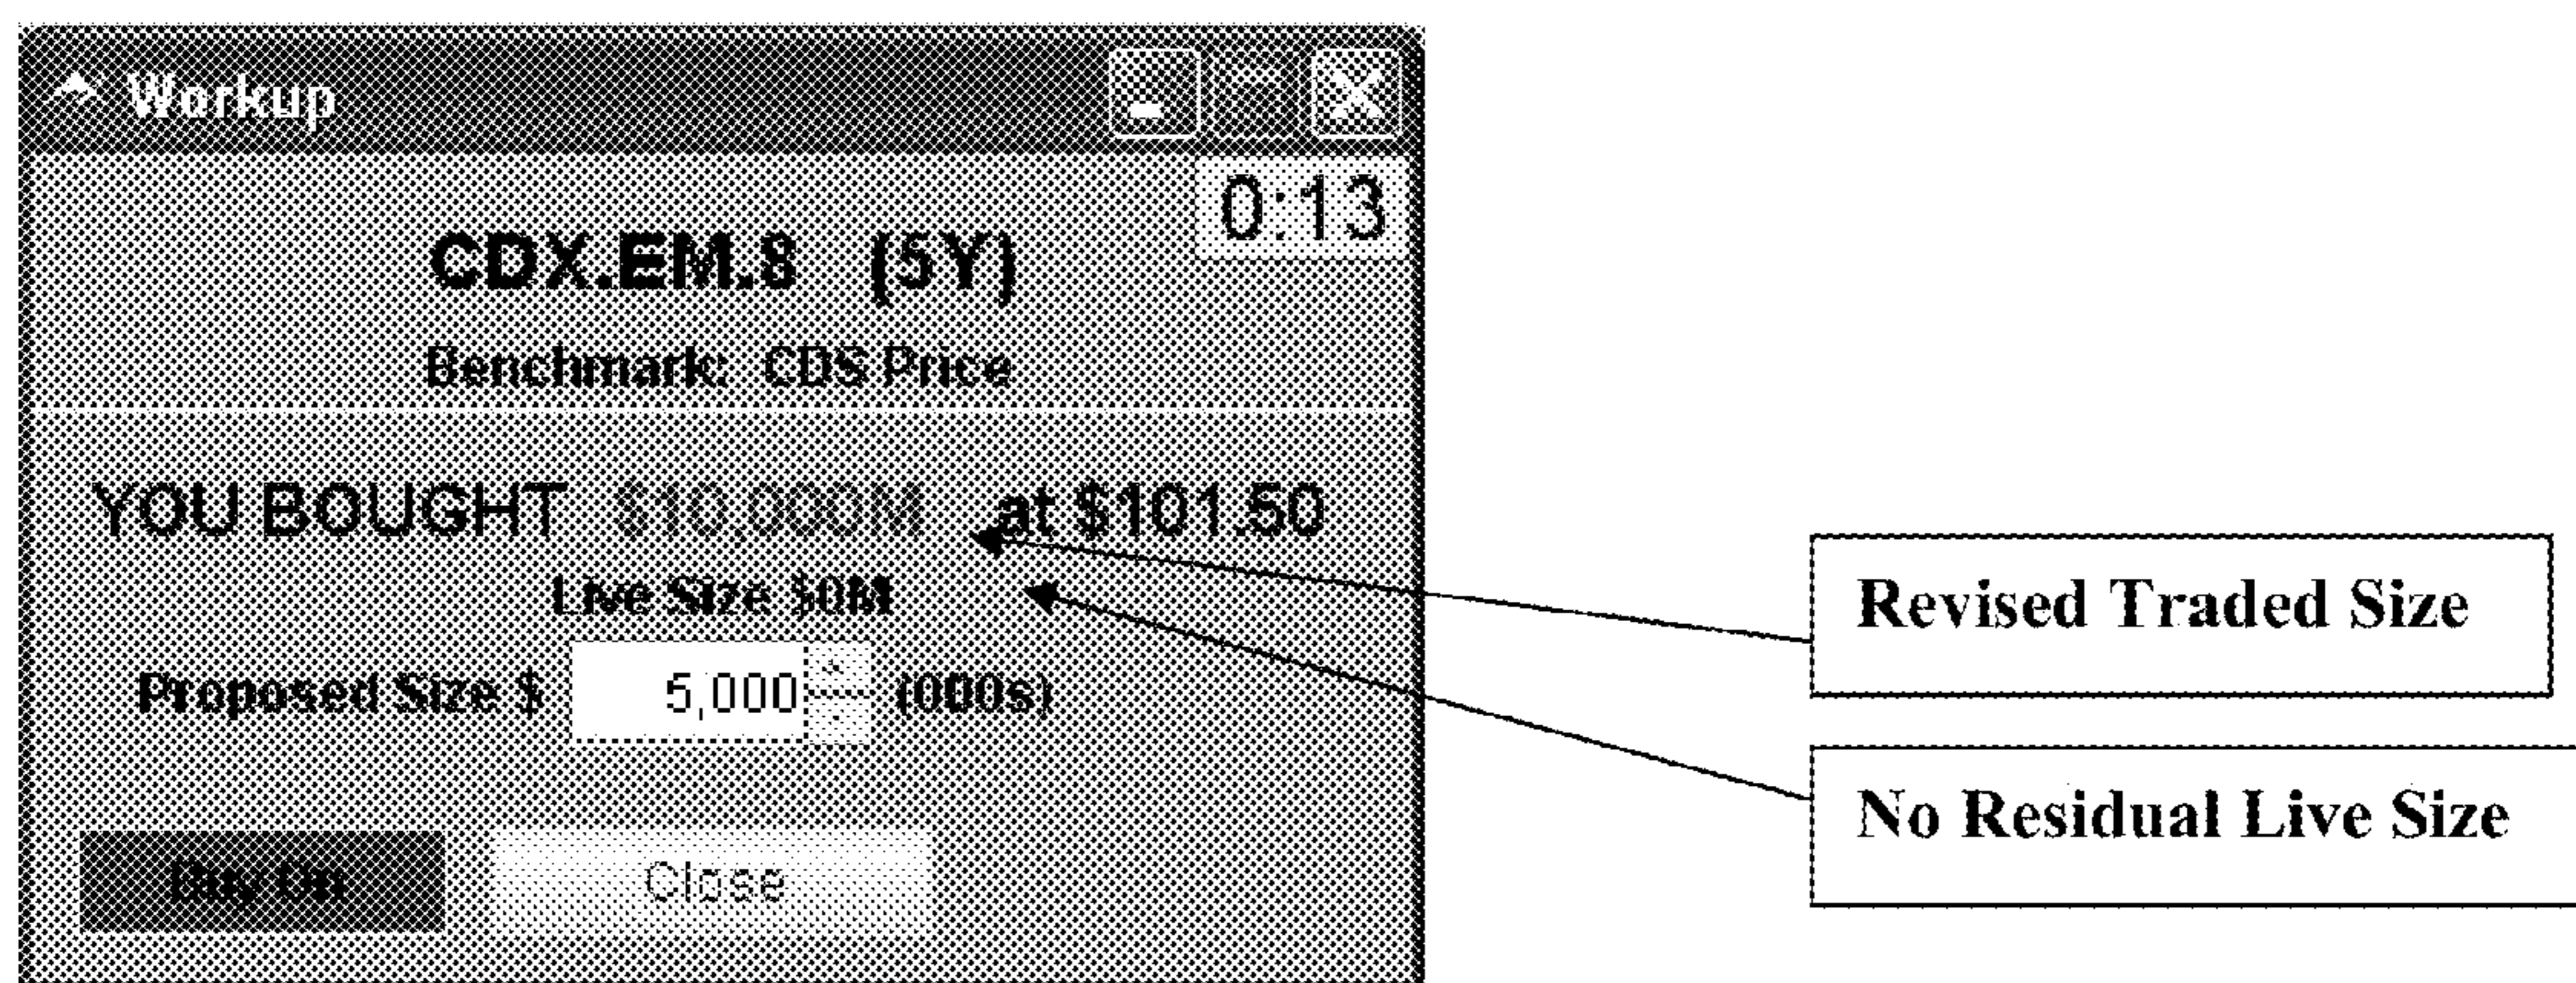 Workup
0:13
CDX.EM.8 (5Y)
Benchmark: CDS Price
YOU BOUGHT $10,000M at $101.50
Live Size $0M
Proposed Size $ 5,000 (000s)
Buy On Close
Revised Traded Size
No Residual Live Size